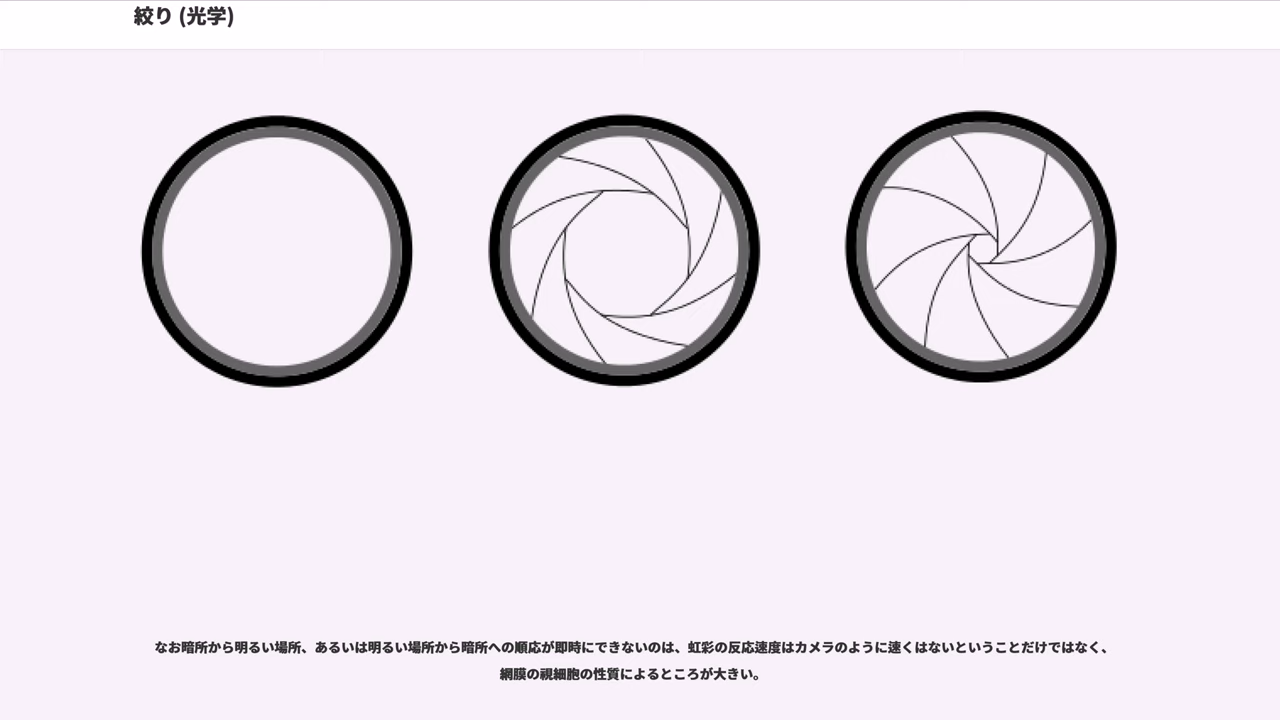 絞り (光学)
なお暗所から明るい場所、あるいは明るい場所から暗所への順応が即時にできないのは、虹彩の反応速度はカメラのように速くはないということだけではなく、
網膜の視細胞の性質によるところが大きい。